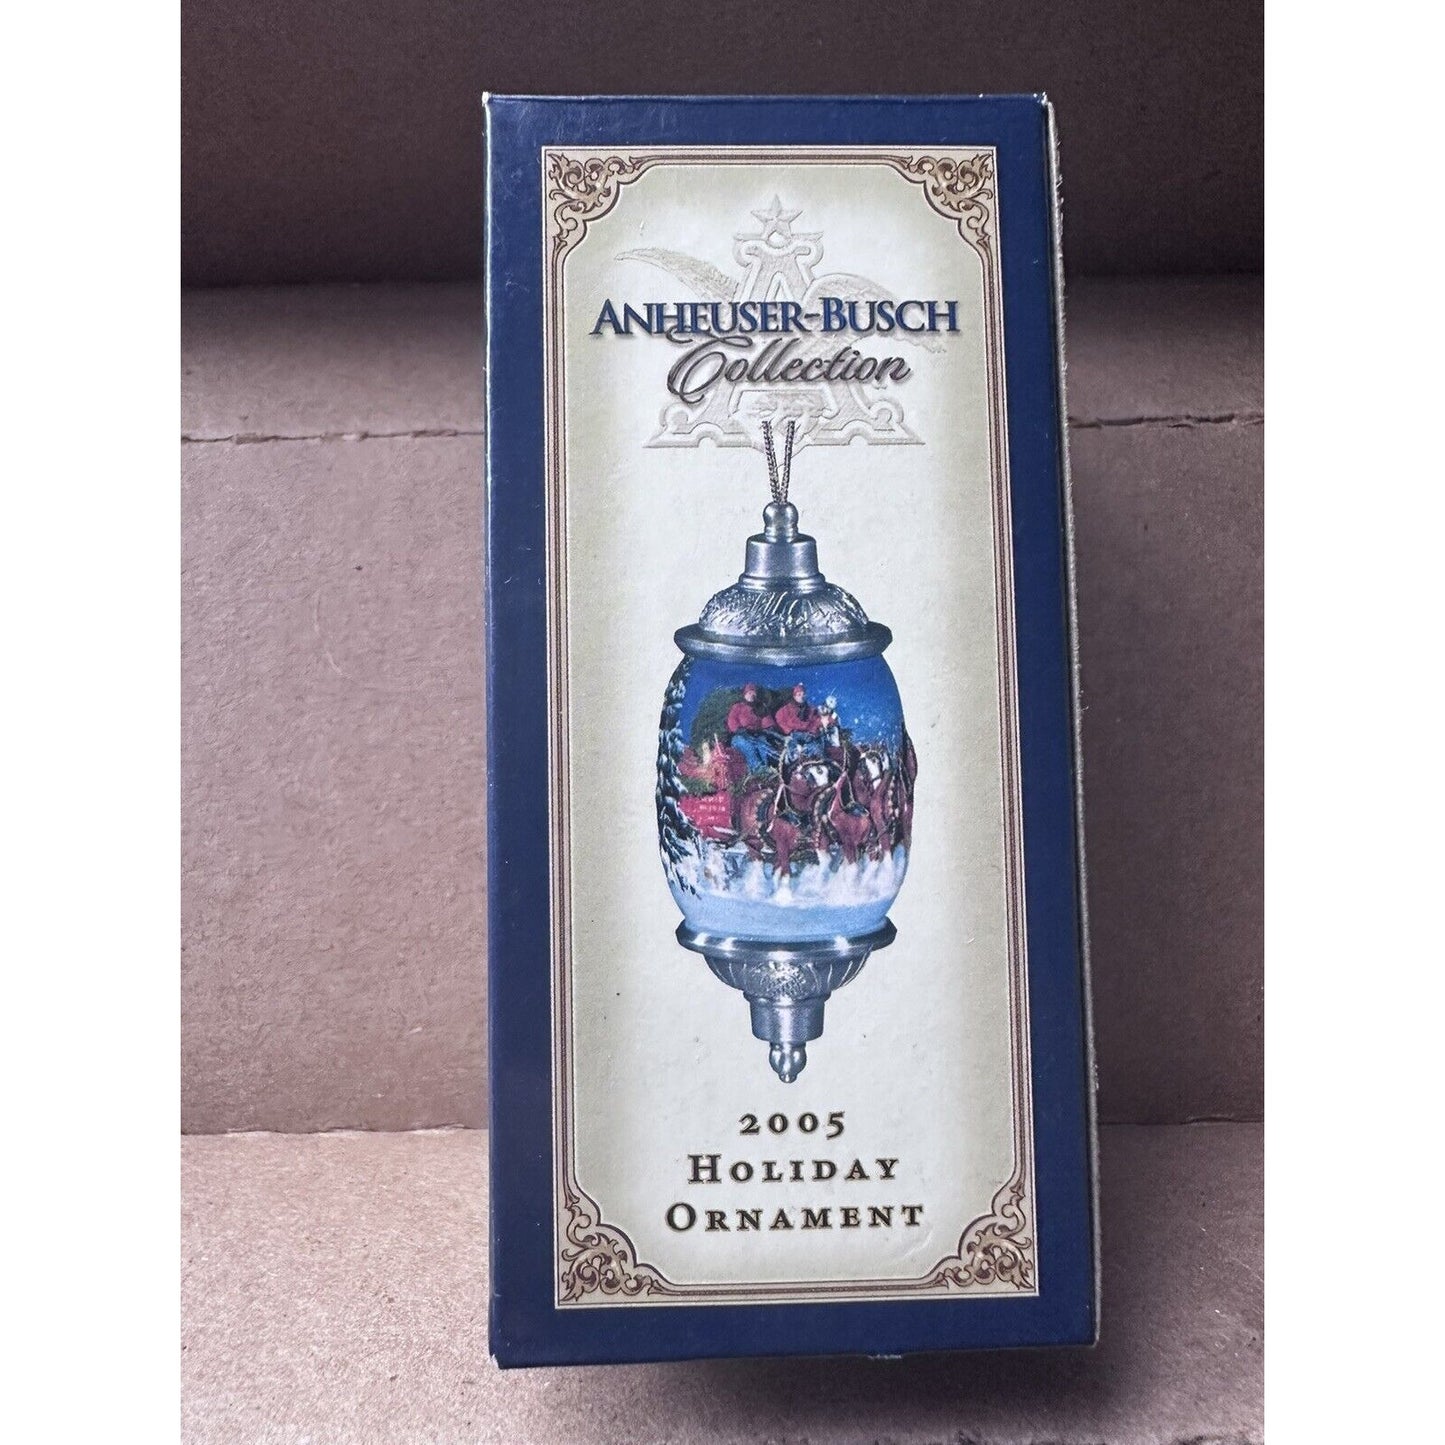 ANHEUSER-BUSCH
Collection
2005
HOLIDAY
ORNAMENT